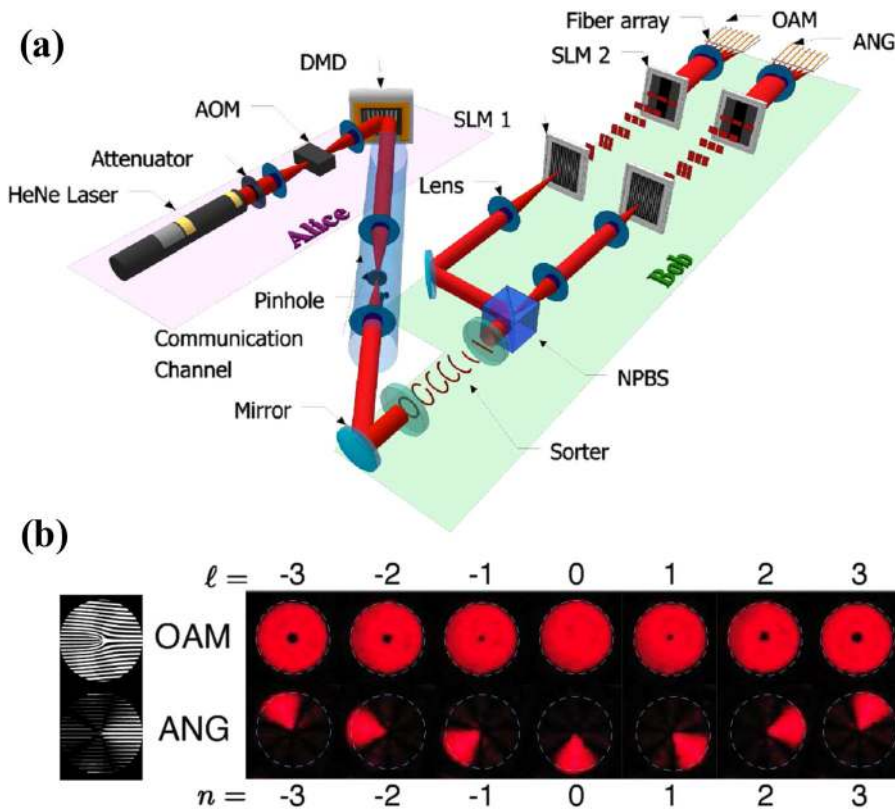 (a)
Fiber array
OAM
ANG
SLM 2
DMD
AOM
SLM 1
Attenuator
HeNe Laser
Lens
Alice
Bob
Pinhole
Communication
Channel
NPBS
Mirror
Sorter
(b)
ℓ = -3 -2 -1 0 1 2 3
OAM
ANG
n = -3 -2 -1 0 1 2 3